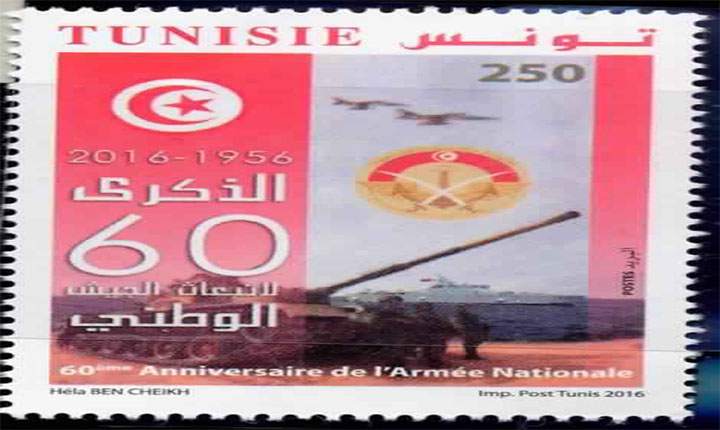 TUNISIE تونس
250
2016-1956
الذكرى
60
لانبعاث الجيش
الوطني
البريد
POSTES
60ème Anniversaire de l'Armée Nationale
Héla BEN CHEIKH
Imp. Post Tunis 2016